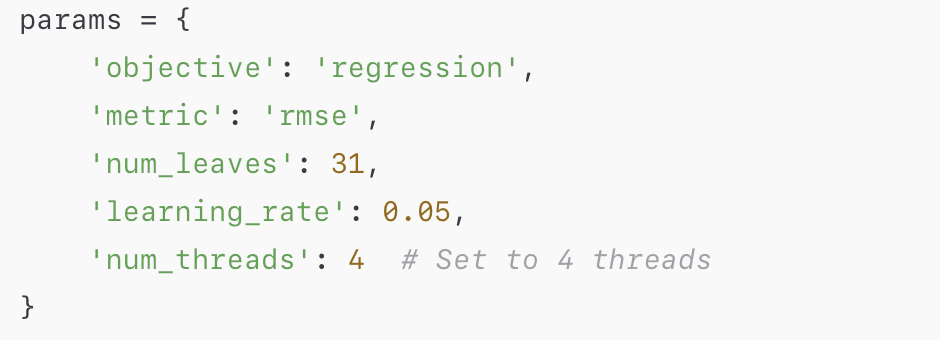 params = {
    'objective': 'regression',
    'metric': 'rmse',
    'num_leaves': 31,
    'learning_rate': 0.05,
    'num_threads': 4  # Set to 4 threads
}